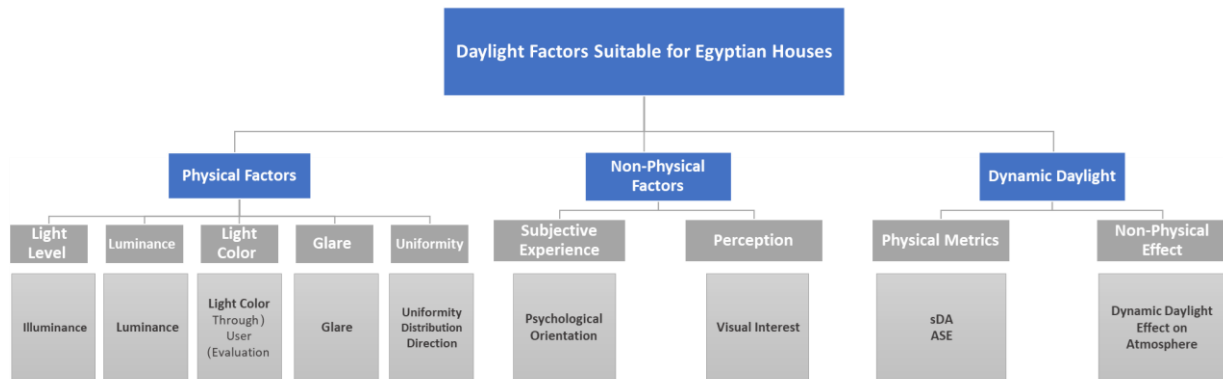 Daylight Factors Suitable for Egyptian Houses
Physical Factors
Non-Physical
Factors
Dynamic Daylight
Light
Level
Luminance
Light
Color
Glare
Uniformity
Subjective
Experience
Perception
Physical Metrics
Non-Physical
Effect
Illuminance
Luminance
Light Color
Through )
User
(Evaluation
Glare
Uniformity
Distribution
Direction
Psychological
Orientation
Visual Interest
sDA
ASE
Dynamic Daylight
Effect on
Atmosphere